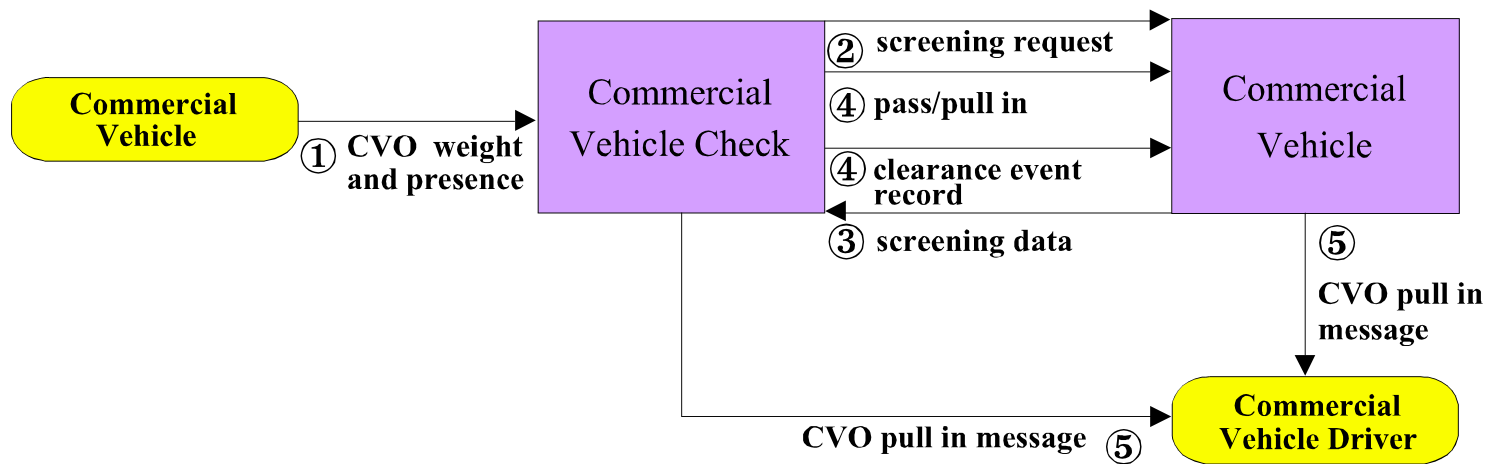 Commercial
Vehicle
① CVO weight
and presence
Commercial
Vehicle Check
② screening request
④ pass/pull in
④ clearance event
record
③ screening data
Commercial
Vehicle
⑤
CVO pull in
message
CVO pull in message ⑤
Commercial
Vehicle Driver